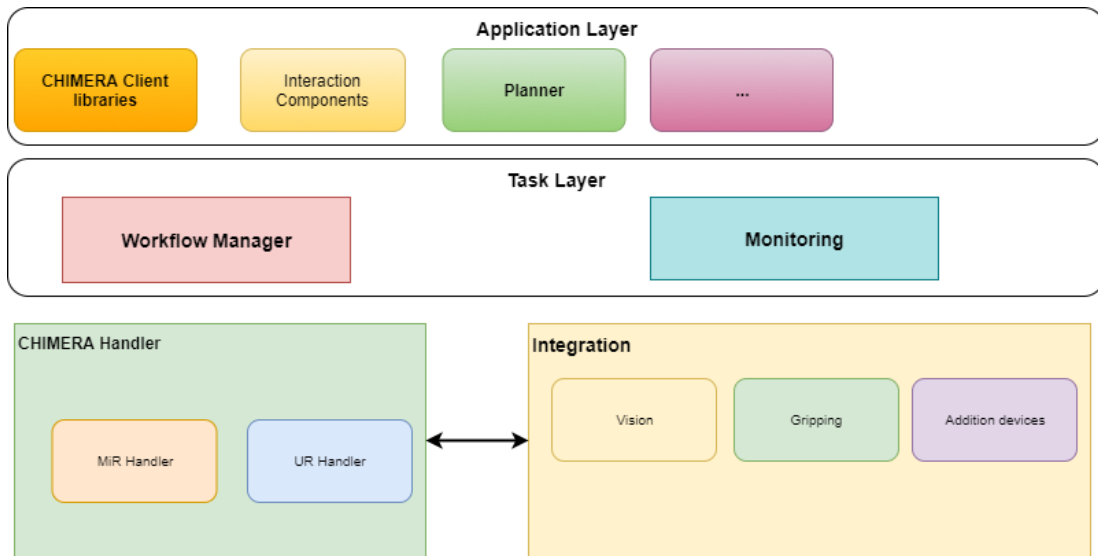 Application Layer
CHIMERA Client
libraries
Interaction
Components
Planner
...
Task Layer
Workflow Manager
Monitoring
CHIMERA Handler
MiR Handler
UR Handler
Integration
Vision
Gripping
Addition devices